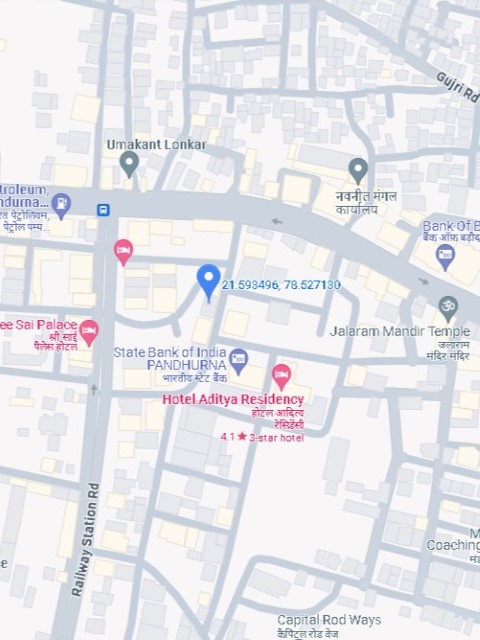 Gujri Rd
Umakant Lonkar
नवनीत मंगल
कार्यालय
troleum,
ndurna...
पेट्रोलियम,
पेट्रोल पम्प...
Bank Of B
बैंक ऑफ़ बड़ौद
21.593496, 78.527130
ee Sai Palace
श्री साई
पैलेस होटल
Jalaram Mandir Temple
जलाराम
मंदिर मंदिर
State Bank of India
PANDHURNA
भारतीय स्टेट बैंक
Hotel Aditya Residency
होटल आदित्य
रेसिडेंसी
4.1★3-star hotel
Railway Station Rd
M
Coaching
e
Capital Rod Ways
कैपिटल रोड वेज